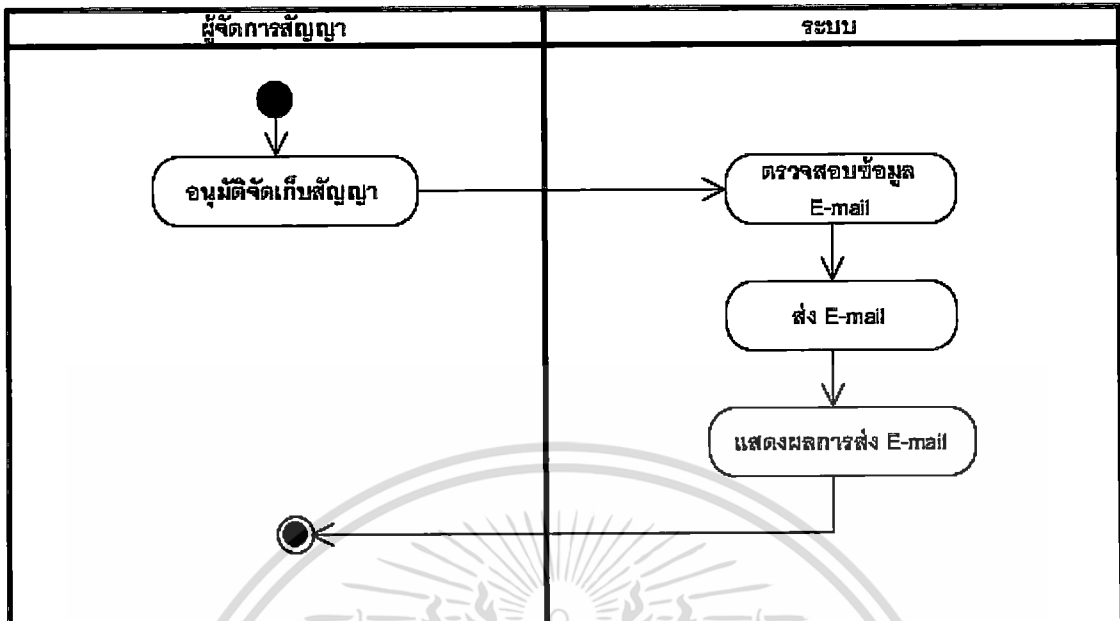 ผู้จัดการสัญญา
ระบบ
อนุมัติจัดเก็บสัญญา
ตรวจสอบข้อมูล
E-mail
ส่ง E-mail
แสดงผลการส่ง E-mail